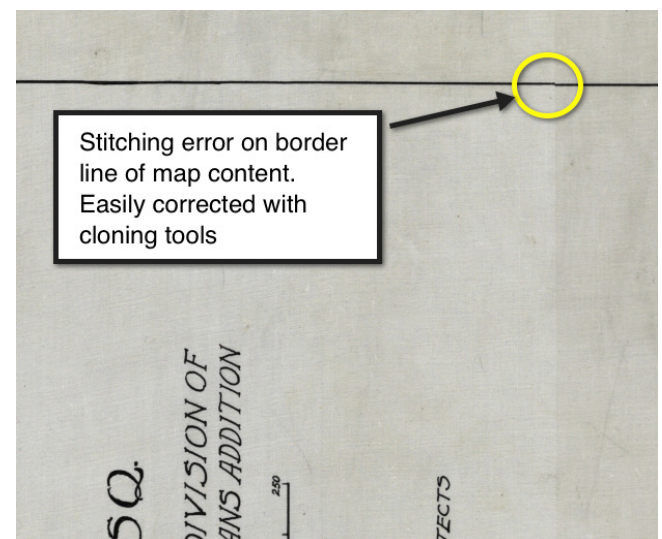 Stitching error on border
line of map content.
Easily corrected with
cloning tools
SQ.
DIVISION OF
ANS ADDITION
250
TECTS